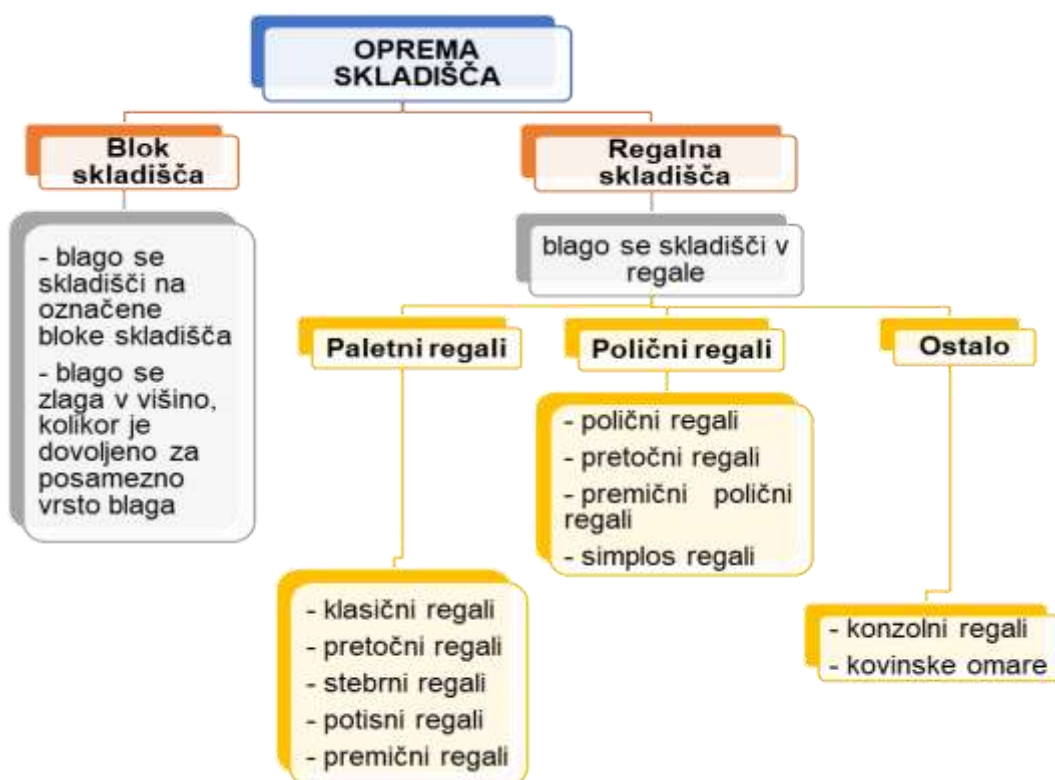 OPREMA
SKLADIŠČA
Blok
skladišča
- blago se
skladišči na
označene
bloke skladišča
- blago se
zlaga v višino,
kolikor je
dovoljeno za
posamezno
vrsto blaga
Regalna
skladišča
blago se skladišči v
regale
Paletni regali
- klasični regali
- pretočni regali
- stebrni regali
- potisni regali
- premični regali
Polični regali
- polični regali
- pretočni regali
- premični polični
regali
- simplos regali
Ostalo
- konzolni regali
- kovinske omare